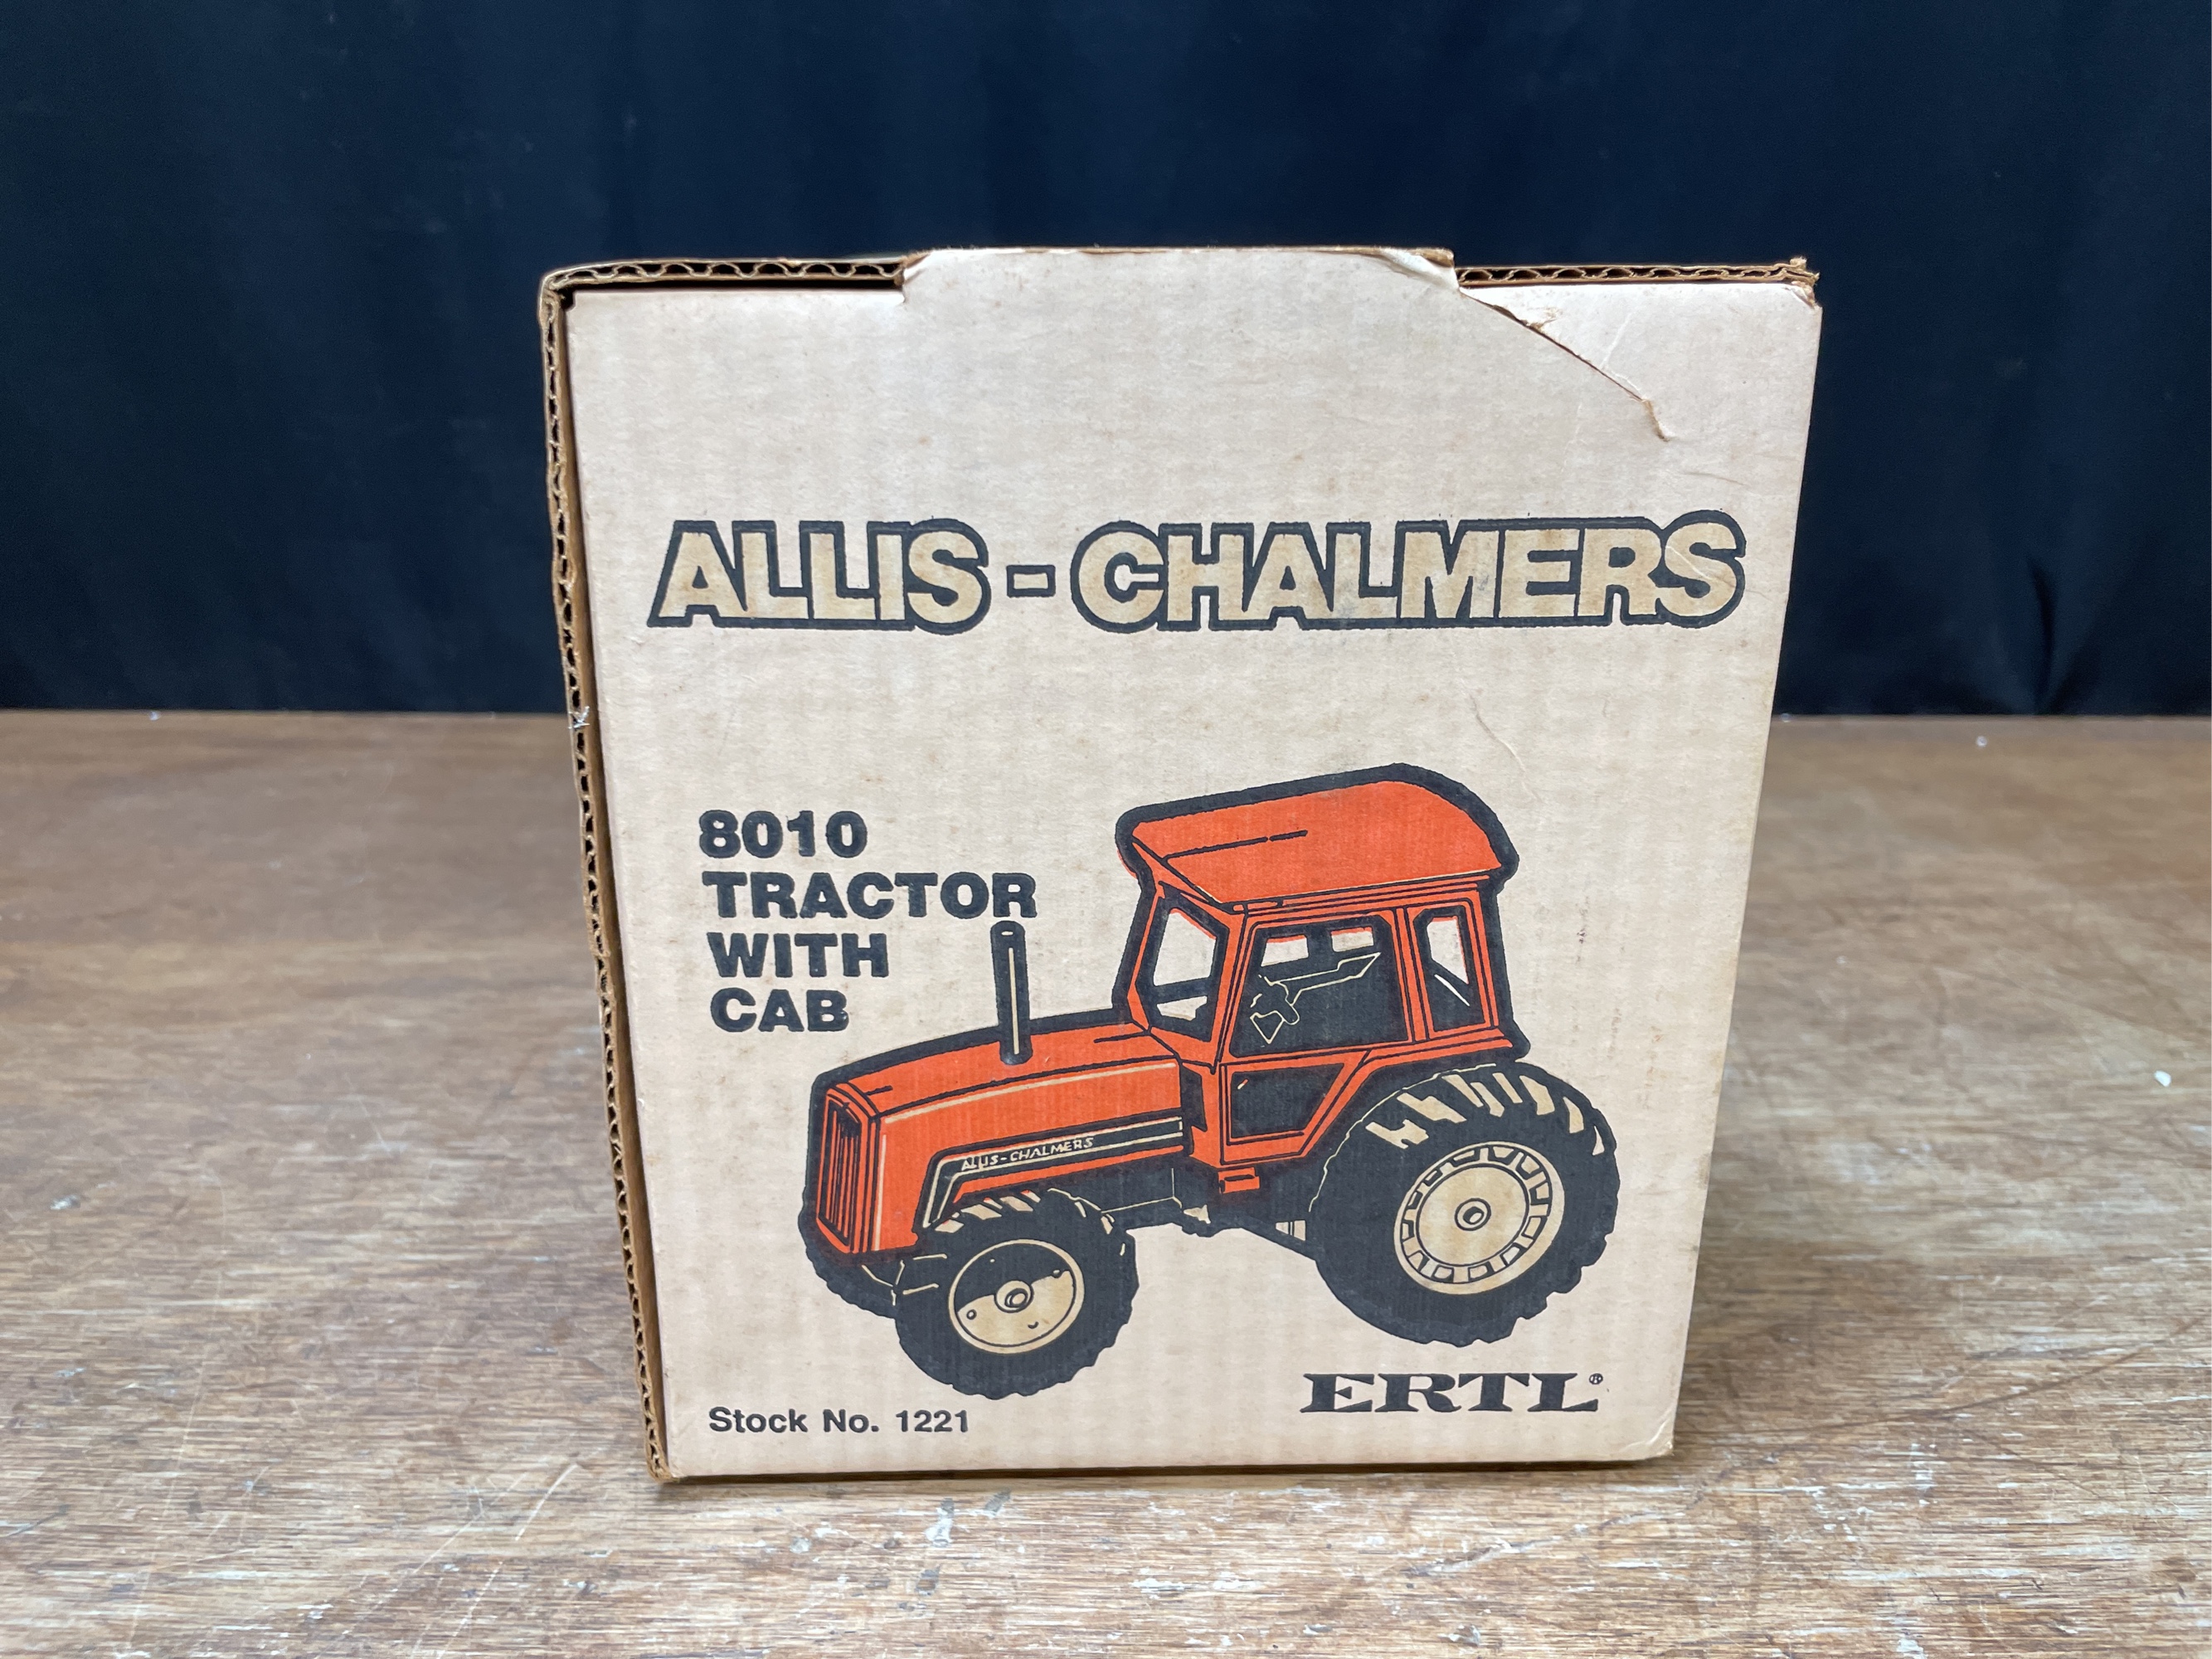 ALLIS-CHALMERS
8010
TRACTOR
WITH
CAB
ALLIS-CHALMERS
ERTL®
Stock No. 1221